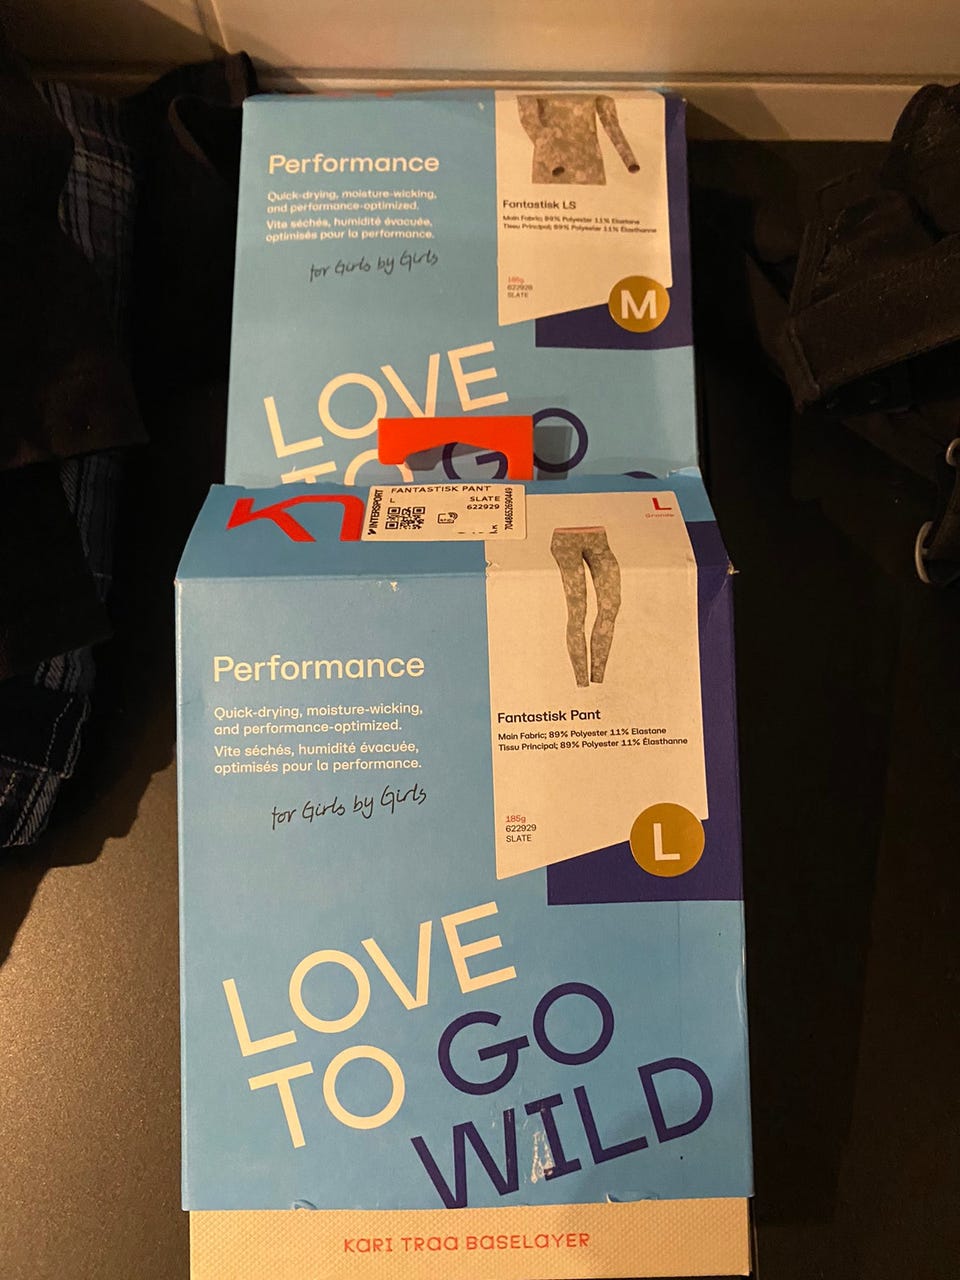 Performance
Quick-drying, moisture-wicking,
and performance-optimized.
Vite séchés, humidité évacuée,
optimisés pour la performance.
for Girls by Girls
Fantastisk LS
Main Fabric; 89% Polyester 11% Elastane
Tissu Principal; 89% Polyester 11% Élasthanne
185g
622928
SLATE
M
LOVE
TO GO
INTERSPORT
FANTASTISK PANT
L SLATE
622929
L
Grande
Performance
Quick-drying, moisture-wicking,
and performance-optimized.
Vite séchés, humidité évacuée,
optimisés pour la performance.
for Girls by Girls
Fantastisk Pant
Main Fabric; 89% Polyester 11% Elastane
Tissu Principal; 89% Polyester 11% Élasthanne
185g
622929
SLATE
L
LOVE
TO GO
WILD
KARI TRAA BASELAYER